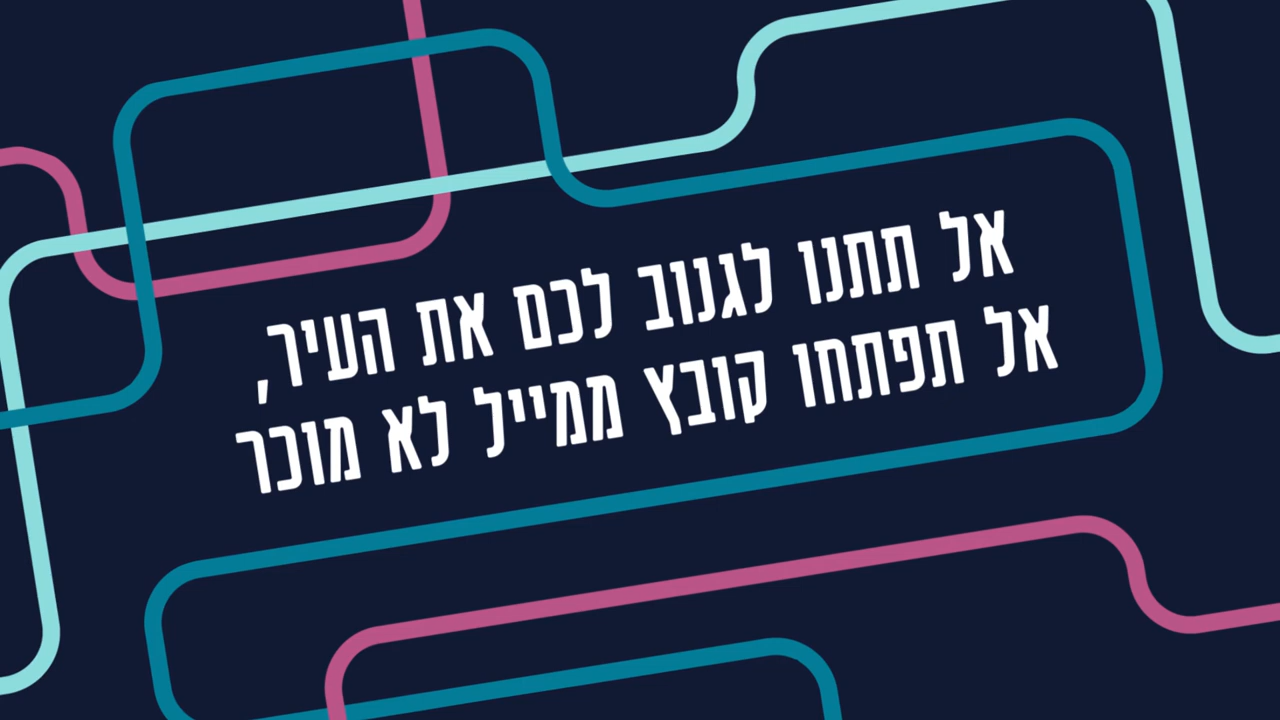 אל תתנו לגנוב לכם את העיר,
אל תפתחו קובץ ממייל לא מוכר